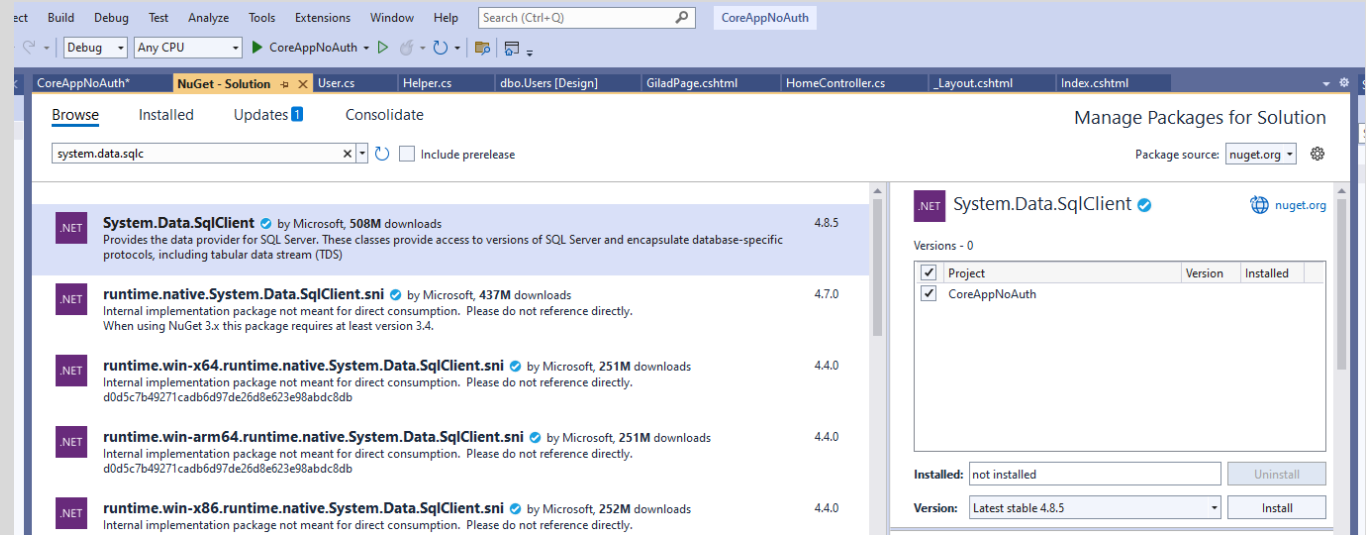 ect Build Debug Test Analyze Tools Extensions Window Help Search (Ctrl+Q) CoreAppNoAuth
Debug Any CPU CoreAppNoAuth
CoreAppNoAuth* NuGet - Solution User.cs Helper.cs dbo.Users [Design] GiladPage.cshtml HomeController.cs _Layout.cshtml Index.cshtml
Browse Installed Updates 1 Consolidate Manage Packages for Solution
system.data.sqlc Include prerelease Package source: nuget.org
.NET System.Data.SqlClient by Microsoft, 508M downloads 4.8.5
Provides the data provider for SQL Server. These classes provide access to versions of SQL Server and encapsulate database-specific
protocols, including tabular data stream (TDS)
.NET runtime.native.System.Data.SqlClient.sni by Microsoft, 437M downloads 4.7.0
Internal implementation package not meant for direct consumption. Please do not reference directly.
When using NuGet 3.x this package requires at least version 3.4.
.NET runtime.win-x64.runtime.native.System.Data.SqlClient.sni by Microsoft, 251M downloads 4.4.0
Internal implementation package not meant for direct consumption. Please do not reference directly.
d0d5c7b49271cadb6d97de26d8e623e98abdc8db
.NET runtime.win-arm64.runtime.native.System.Data.SqlClient.sni by Microsoft, 251M downloads 4.4.0
Internal implementation package not meant for direct consumption. Please do not reference directly.
d0d5c7b49271cadb6d97de26d8e623e98abdc8db
.NET runtime.win-x86.runtime.native.System.Data.SqlClient.sni by Microsoft, 252M downloads 4.4.0
Internal implementation package not meant for direct consumption. Please do not reference directly.
.NET System.Data.SqlClient nuget.org
Versions - 0
Project Version Installed
CoreAppNoAuth
Installed: not installed Uninstall
Version: Latest stable 4.8.5 Install